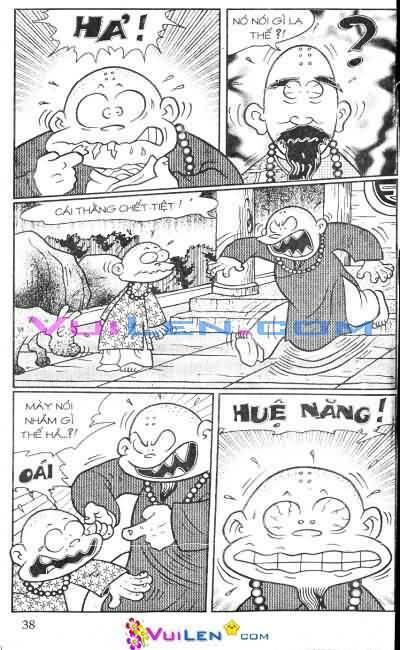 HẢ!
NÓ NÓI GÌ LẠ
THẾ ?!
?
CÁI THẰNG CHẾT TIỆT !
VUILEN.COM
MÀY NÓI
NHẢM GÌ
THẾ HẢ...?!
OÁI
HUỆ NĂNG!
38
VUILEN.COM